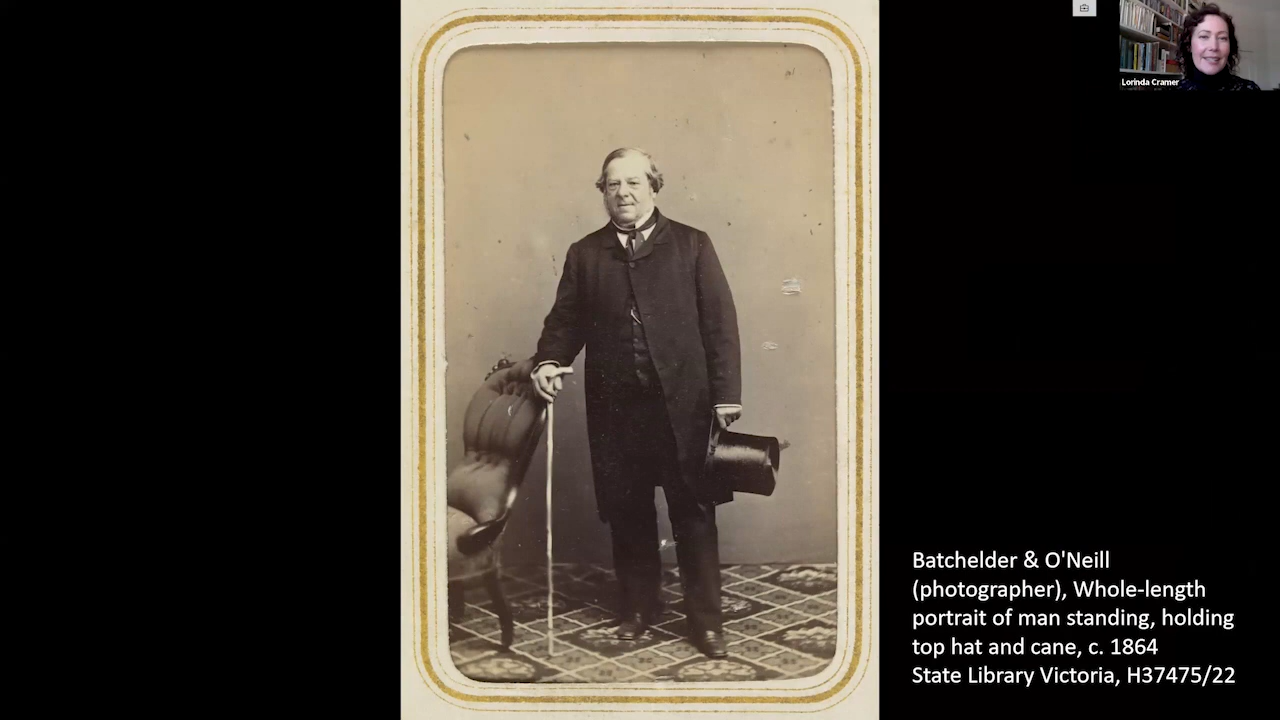 Lorinda Cramer
Batchelder & O'Neill
(photographer), Whole-length
portrait of man standing, holding
top hat and cane, c. 1864
State Library Victoria, H37475/22